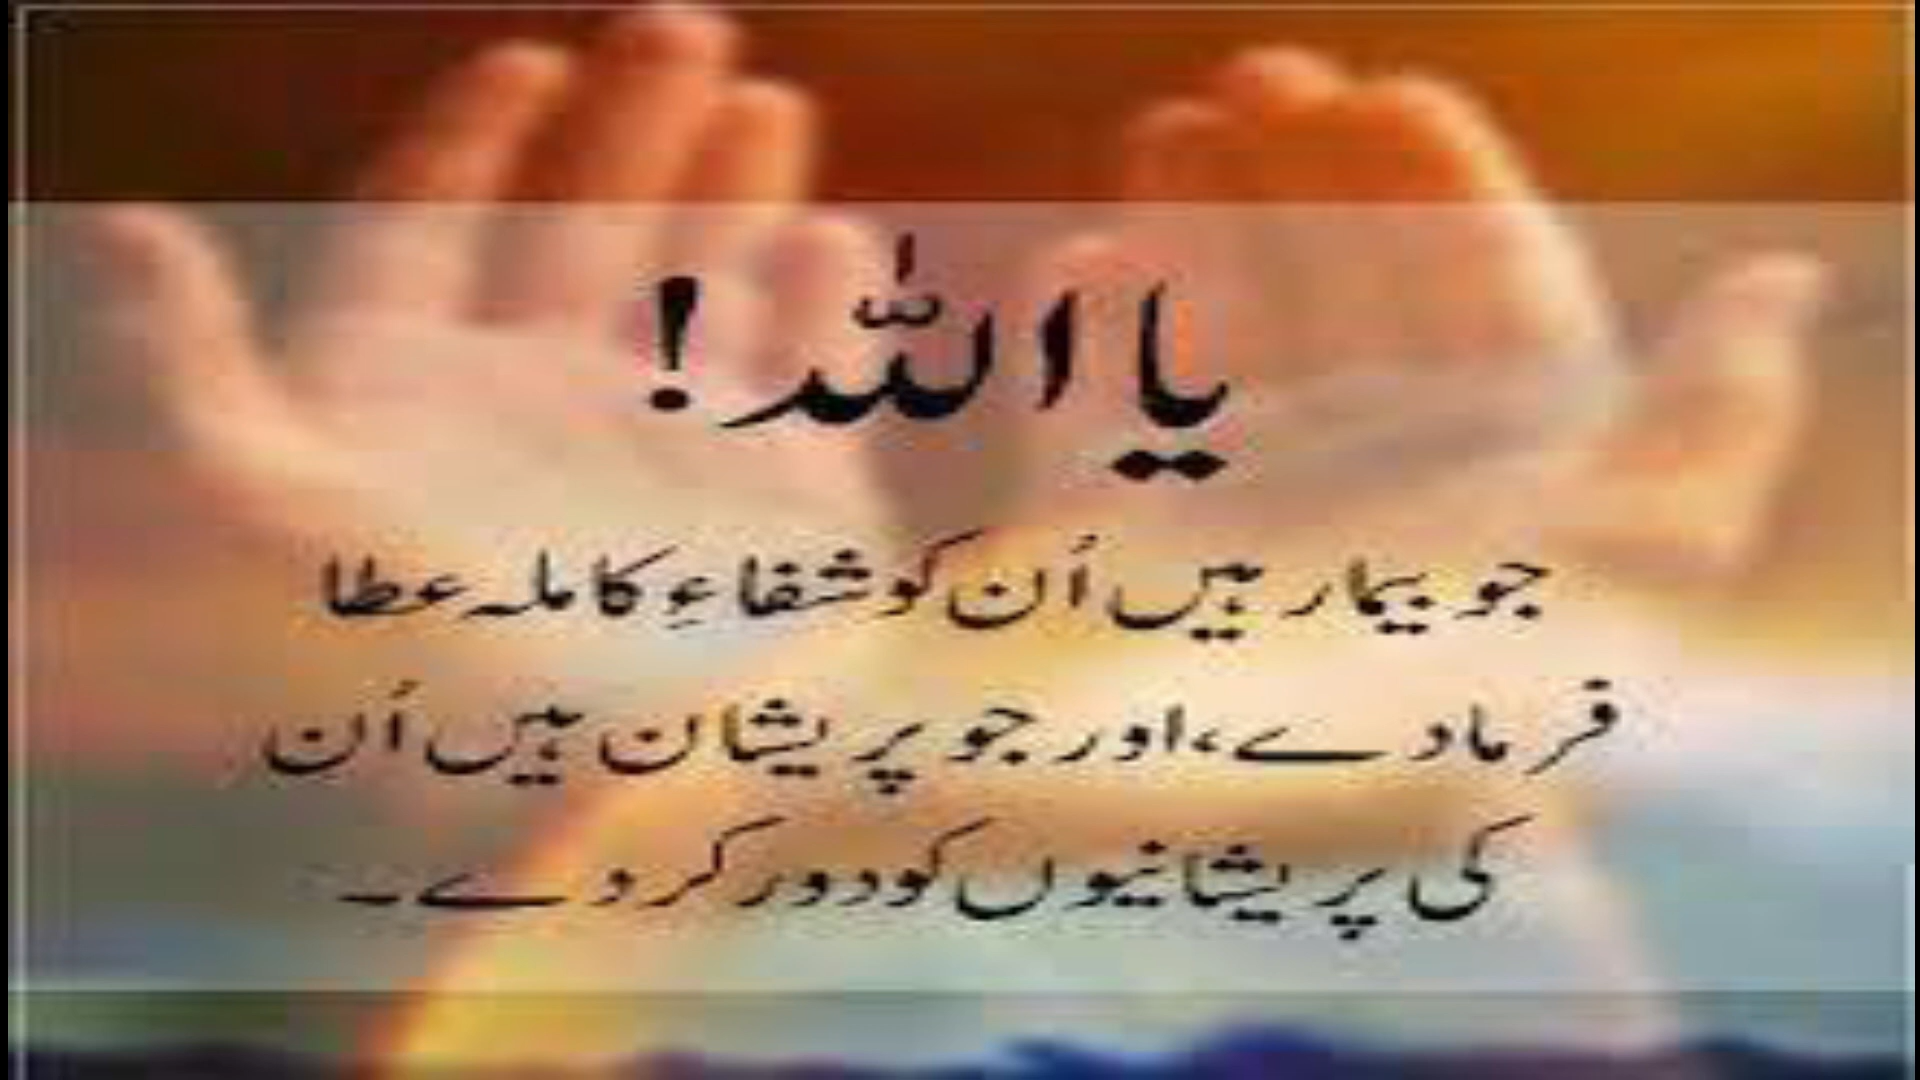 یا اللہ !
جو بیمار ہیں اُن کو شفاءِ کاملہ عطا
فرما دے، اور جو پریشان ہیں اُن
کی پریشانیوں کو دور کر دے۔